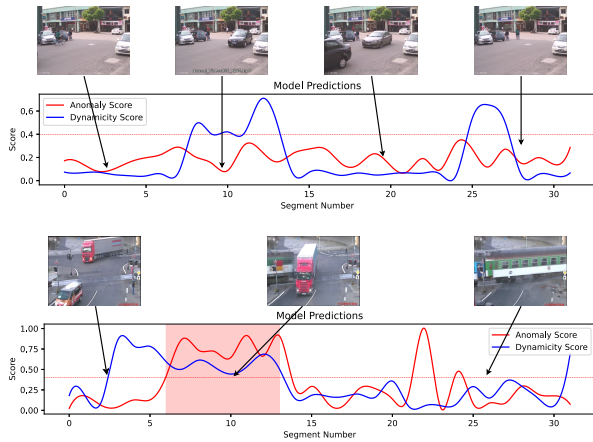 Model Predictions
Anomaly Score
Dynamicity Score
Score
0.6
0.4
0.2
0.0
0 5 10 15 20 25 30
Segment Number
Model Predictions
Anomaly Score
Dynamicity Score
Score
1.00
0.75
0.50
0.25
0.00
0 5 10 15 20 25 30
Segment Number